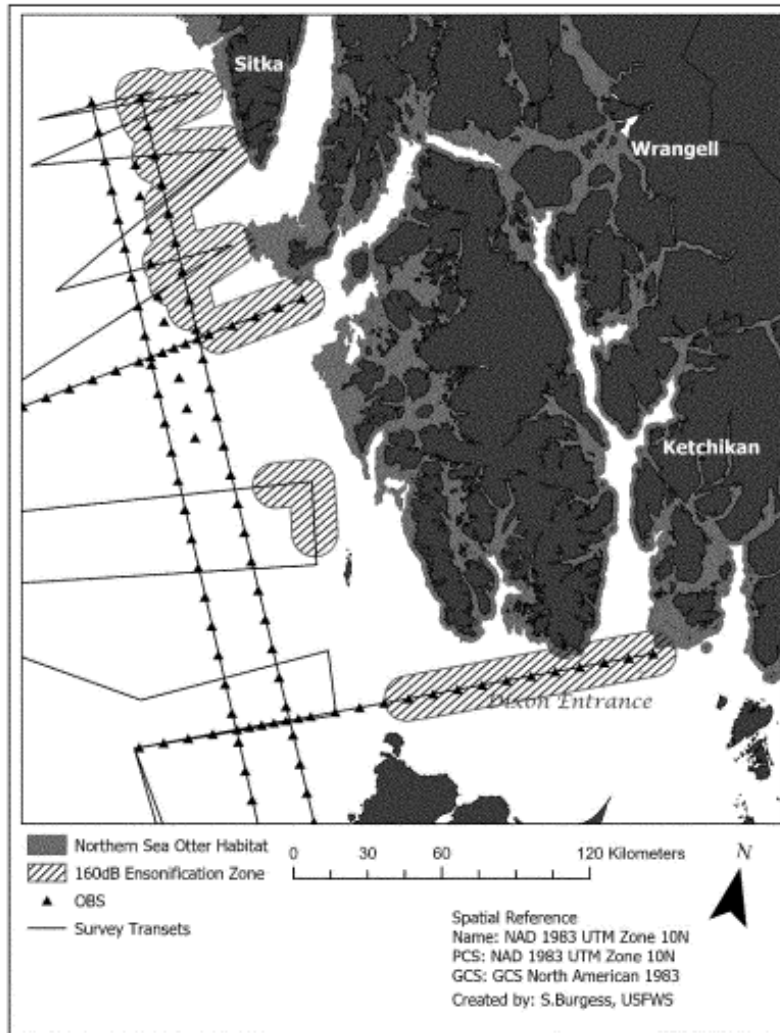 Sitka
Wrangell
Ketchikan
Dixon Entrance
Northern Sea Otter Habitat
160dB Ensonification Zone
OBS
Survey Transets
0 30 60 120 Kilometers
N
Spatial Reference
Name: NAD 1983 UTM Zone 10N
PCS: NAD 1983 UTM Zone 10N
GCS: GCS North American 1983
Created by: S.Burgess, USFWS